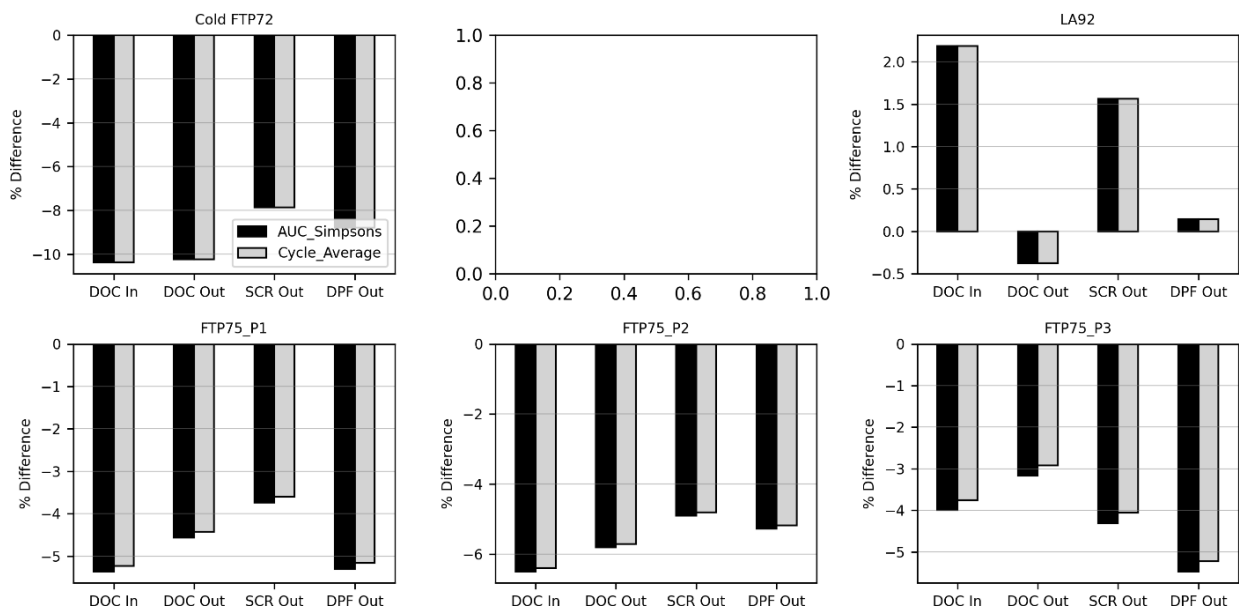 Cold FTP72
LA92
0
−2
−4
−6
−8
−10
% Difference
AUC_Simpsons
Cycle_Average
DOC In
DOC Out
SCR Out
DPF Out
1.0
0.8
0.6
0.4
0.2
0.0
0.0
0.2
0.4
0.6
0.8
1.0
2.0
1.5
1.0
0.5
0.0
−0.5
% Difference
DOC In
DOC Out
SCR Out
DPF Out
FTP75_P1
0
−1
−2
−3
−4
−5
% Difference
DOC In
DOC Out
SCR Out
DPF Out
FTP75_P2
0
−2
−4
−6
% Difference
DOC In
DOC Out
SCR Out
DPF Out
FTP75_P3
0
−1
−2
−3
−4
−5
% Difference
DOC In
DOC Out
SCR Out
DPF Out